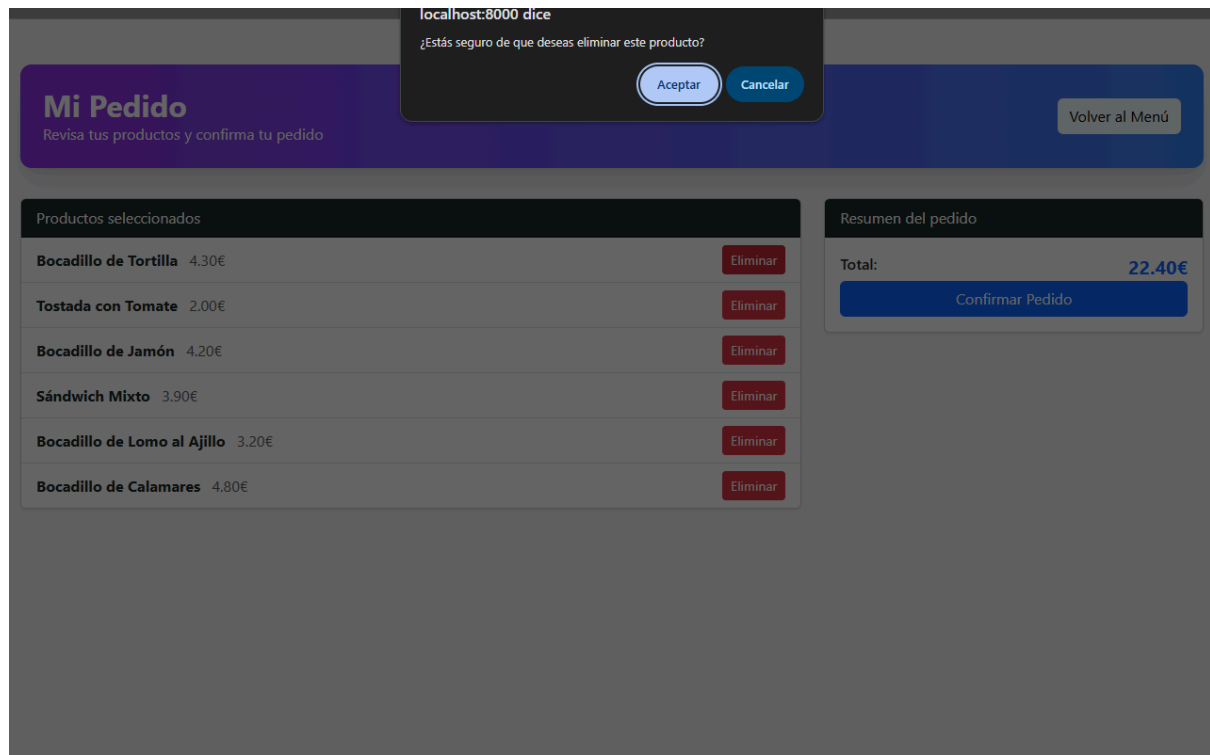 localhost:8000 dice
¿Estás seguro de que deseas eliminar este producto?
Aceptar Cancelar
Mi Pedido
Revisa tus productos y confirma tu pedido
Volver al Menú
Productos seleccionados
Bocadillo de Tortilla 4.30€ Eliminar
Tostada con Tomate 2.00€ Eliminar
Bocadillo de Jamón 4.20€ Eliminar
Sándwich Mixto 3.90€ Eliminar
Bocadillo de Lomo al Ajillo 3.20€ Eliminar
Bocadillo de Calamares 4.80€ Eliminar
Resumen del pedido
Total: 22.40€
Confirmar Pedido